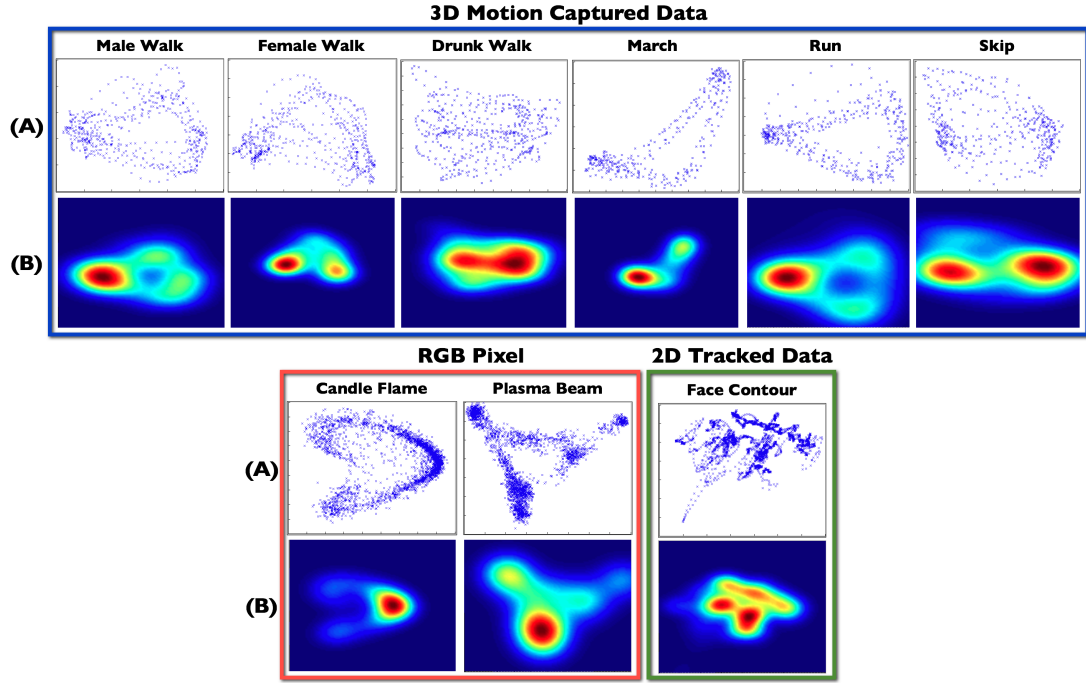 3D Motion Captured Data
Male Walk Female Walk Drunk Walk March Run Skip
(A)
(B)
RGB Pixel 2D Tracked Data
Candle Flame Plasma Beam Face Contour
(A)
(B)